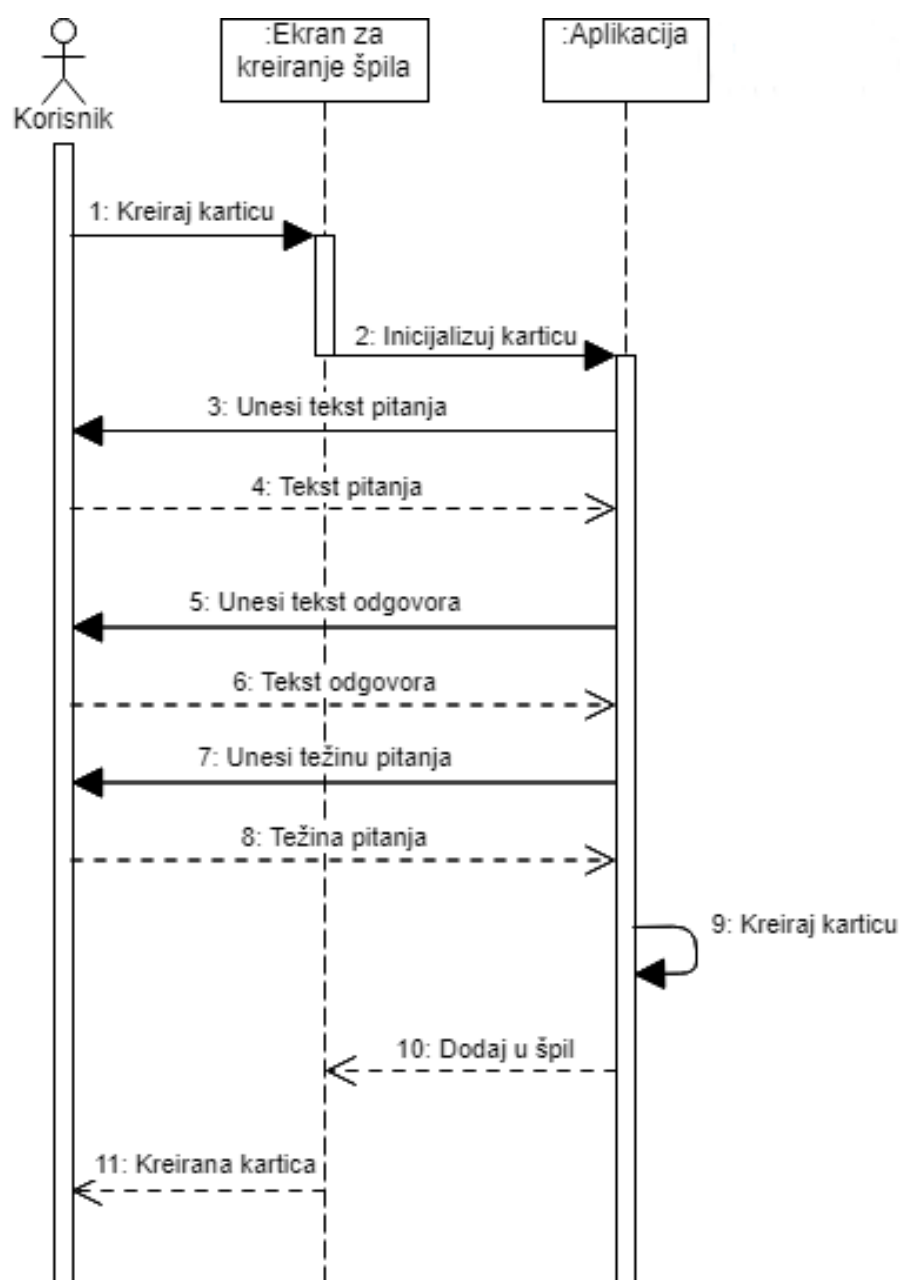 :Ekran za
kreiranje špila
:Aplikacija
Korisnik
1: Kreiraj karticu
2: Inicijalizuj karticu
3: Unesi tekst pitanja
4: Tekst pitanja
5: Unesi tekst odgovora
6: Tekst odgovora
7: Unesi težinu pitanja
8: Težina pitanja
9: Kreiraj karticu
10: Dodaj u špil
11: Kreirana kartica